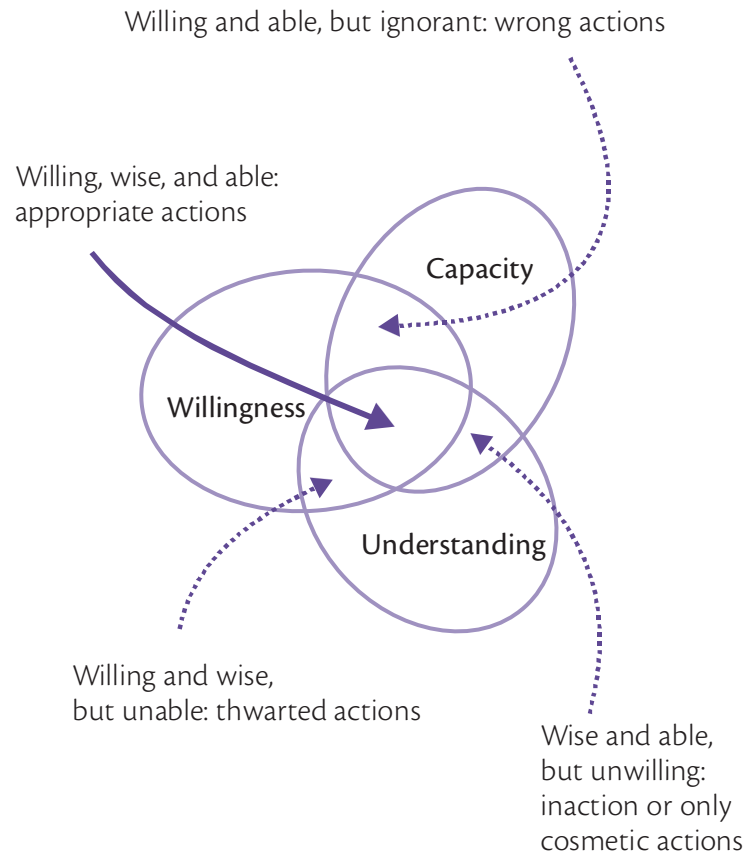 Willing and able, but ignorant: wrong actions
Willing, wise, and able:
appropriate actions
Capacity
Willingness
Understanding
Willing and wise,
but unable: thwarted actions
Wise and able,
but unwilling:
inaction or only
cosmetic actions